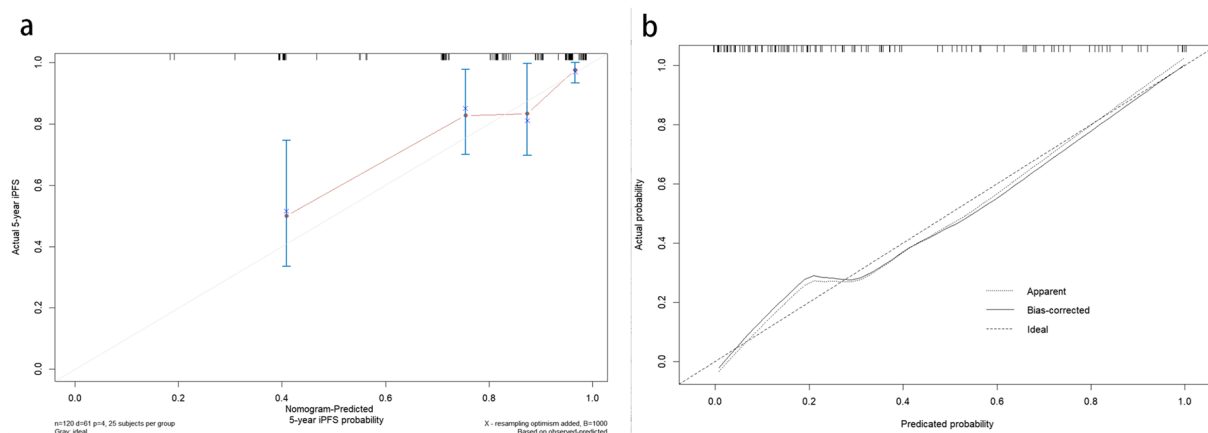 a
Actual 5-year iPFS
1.0
0.8
0.6
0.4
0.2
0.0
0.0 0.2 0.4 0.6 0.8 1.0
Nomogram-Predicted
5-year iPFS probability
n=120 d=61 p=4, 25 subjects per group
Gray: ideal
X - resampling optimism added, B=1000
Based on observed-predicted
b
Actual probability
1.0
0.8
0.6
0.4
0.2
0.0
Apparent
Bias-corrected
Ideal
0.0 0.2 0.4 0.6 0.8 1.0
Predicated probability